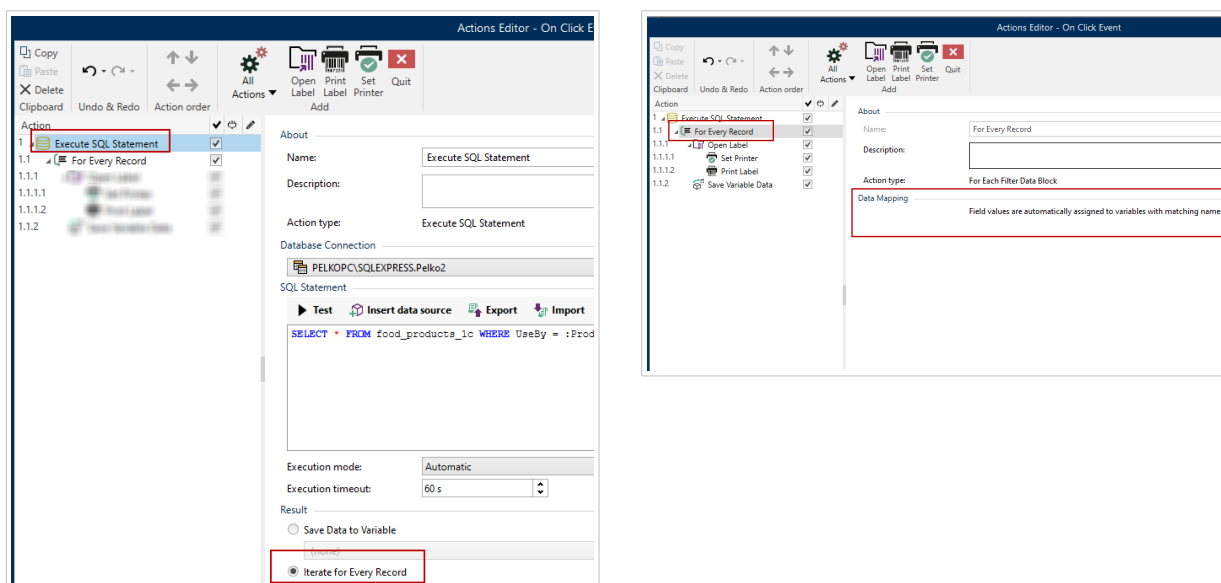 Actions Editor - On Click E
Copy
Paste
Delete
Clipboard
Undo & Redo
Action order
All
Actions
Open
Label
Print
Label
Set
Printer
Quit
Add
Action
1 Execute SQL Statement
1.1 For Every Record
1.1.1
1.1.1.1
1.1.1.2
1.1.2
About
Name: Execute SQL Statement
Description:
Action type: Execute SQL Statement
Database Connection
PELKOPC\SQLEXPRESS.Pelko2
SQL Statement
Test Insert data source Export Import
SELECT * FROM food_products_1c WHERE UseBy = :Prod
Execution mode: Automatic
Execution timeout: 60 s
Result
Save Data to Variable
(none)
Iterate for Every Record
Actions Editor - On Click Event
Copy
Paste
Delete
Clipboard
Undo & Redo
Action order
All
Actions
Open
Label
Print
Label
Set
Printer
Quit
Add
Action
1 Execute SQL Statement
1.1 For Every Record
1.1.1 Open Label
1.1.1.1 Set Printer
1.1.1.2 Print Label
1.1.2 Save Variable Data
About
Name: For Every Record
Description:
Action type: For Each Filter Data Block
Data Mapping
Field values are automatically assigned to variables with matching name